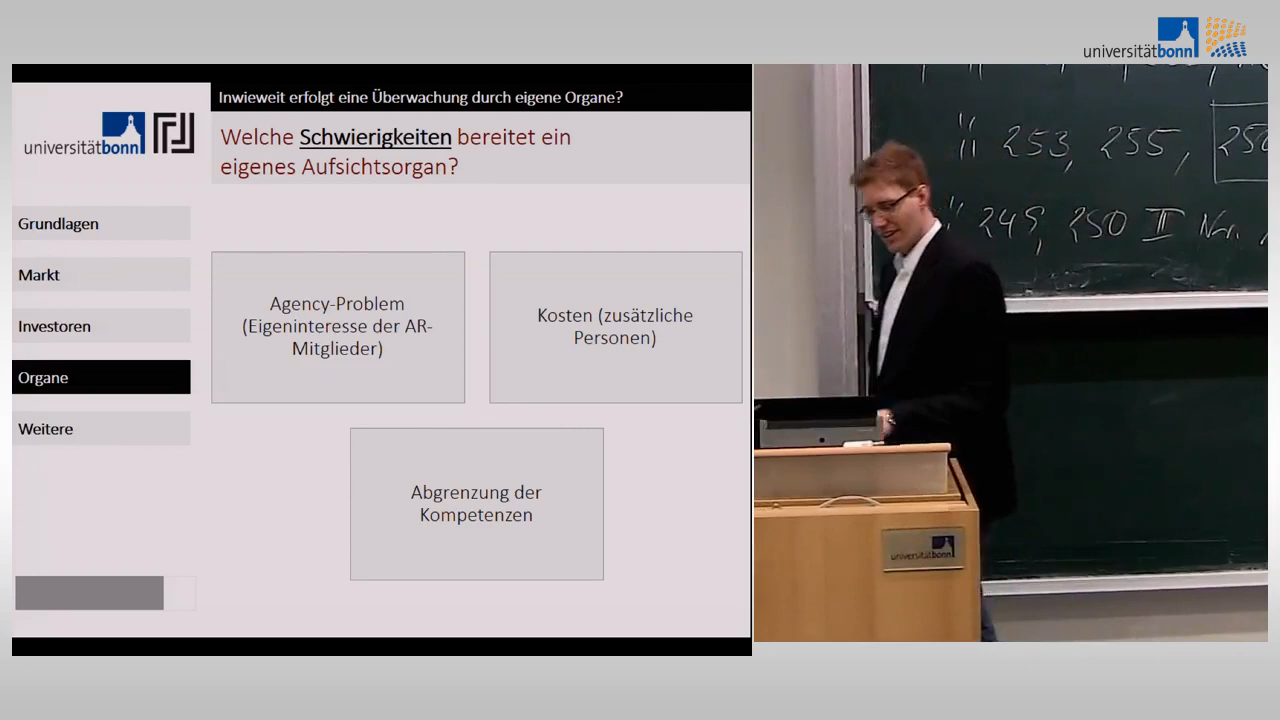 universitätbonn
Inwieweit erfolgt eine Überwachung durch eigene Organe?
Welche Schwierigkeiten bereitet ein
eigenes Aufsichtsorgan?
universitätbonn
Grundlagen
Markt
Investoren
Organe
Weitere
Agency-Problem
(Eigeninteresse der AR-
Mitglieder)
Kosten (zusätzliche
Personen)
Abgrenzung der
Kompetenzen
" 253, 255,
" 249, 250 II Nr.
universitätbonn